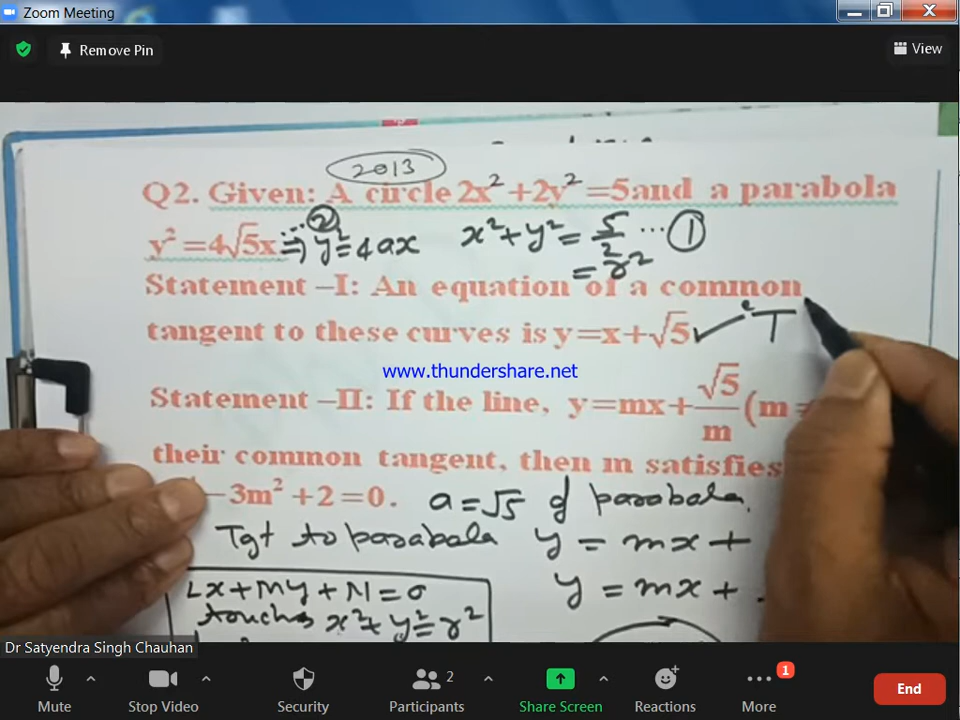 Zoom Meeting
Remove Pin
View
2013
Q2. Given: A circle 2x² +2y² =5and a parabola
y² =4√5x ⇒ y²=4ax ...② x²+y² = 5/2 ... ①
= r²
Statement –I: An equation of a common
tangent to these curves is y=x+√5 ✓ T
www.thundershare.net
Statement –II: If the line, y=mx+√5/m (m
their common tangent, then m satisfies
– 3m² +2=0. a=√5 of parabola.
Tgt to parabola y = mx +
y = mx +
Lx+My+N=0
touches x²+y²=r²
Dr Satyendra Singh Chauhan
Mute
Stop Video
Security
2
Participants
Share Screen
Reactions
1
More
End